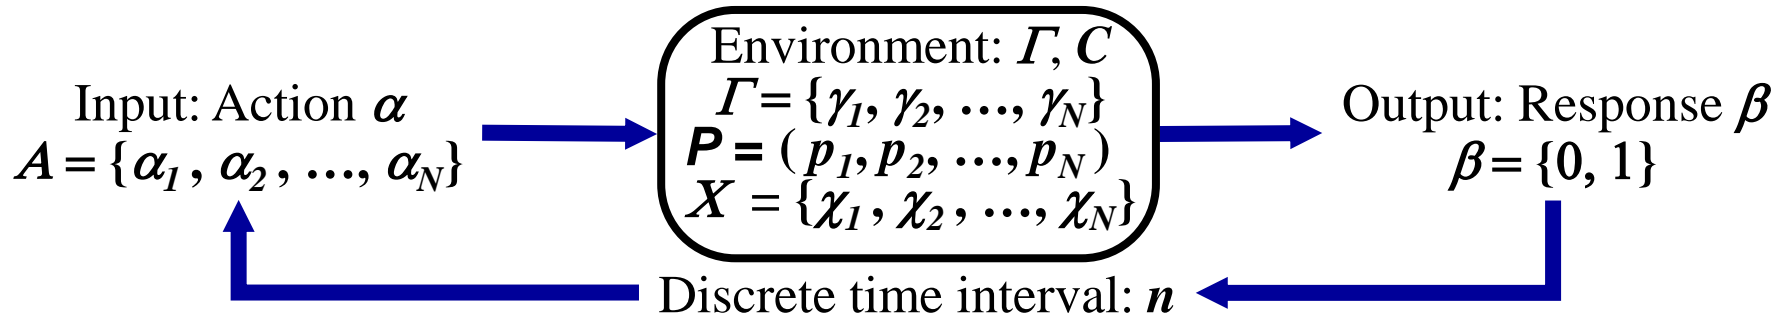 Environment: Γ, C
Γ = {γ1, γ2, …, γN}
P = ( p1, p2, …, pN )
X = {χ1 , χ2 , …, χN}
Input: Action α
A = {α1 , α2 , …, αN}
Output: Response β
β = {0, 1}
Discrete time interval: n